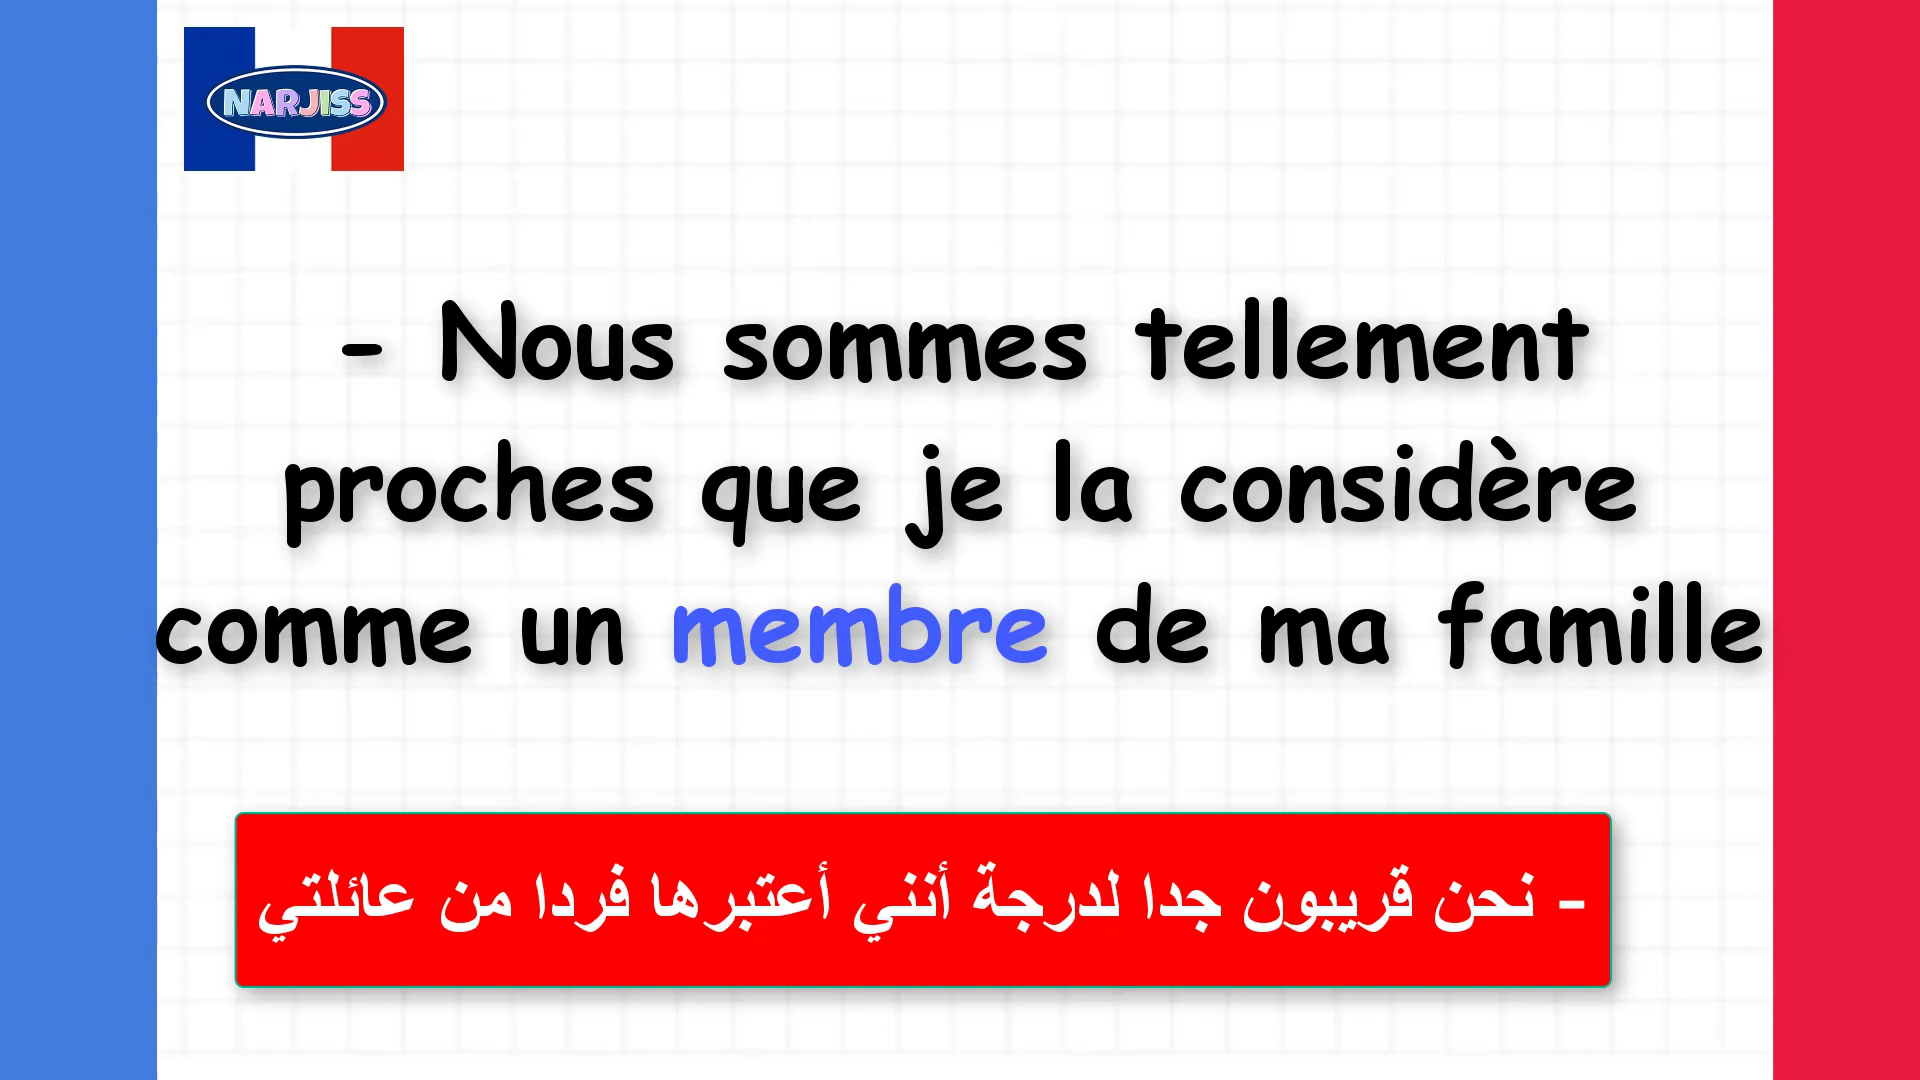 NARJISS
- Nous sommes tellement
proches que je la considère
comme un membre de ma famille
- نحن قريبون جدا لدرجة أنني أعتبرها فردا من عائلتي